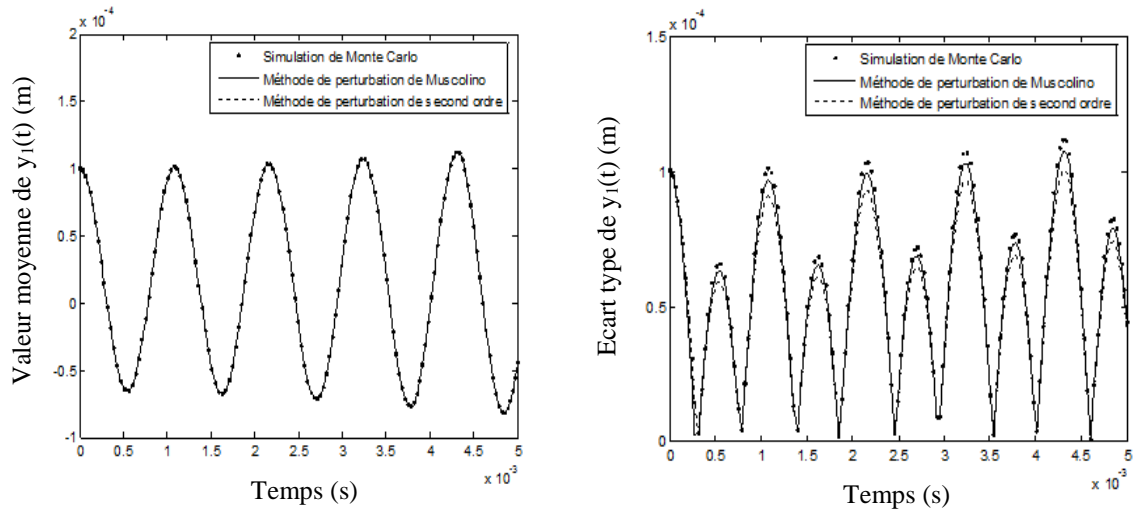 x 10⁻⁴
2
1.5
1
0.5
0
-0.5
-1
0 0.5 1 1.5 2 2.5 3 3.5 4 4.5 5
x 10⁻³
Valeur moyenne de y₁(t) (m)
Temps (s)
Simulation de Monte Carlo
Méthode de perturbation de Muscolino
Méthode de perturbation de second ordre
x 10⁻⁴
1.5
1
0.5
0
0 0.5 1 1.5 2 2.5 3 3.5 4 4.5 5
x 10⁻³
Ecart type de y₁(t) (m)
Temps (s)
Simulation de Monte Carlo
Méthode de perturbation de Muscolino
Méthode de perturbation de second ordre